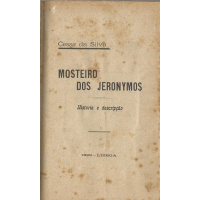 Cesar da Silva
MOSTEIRO
DOS JERONYMOS
Historia e descripção
LISBOA